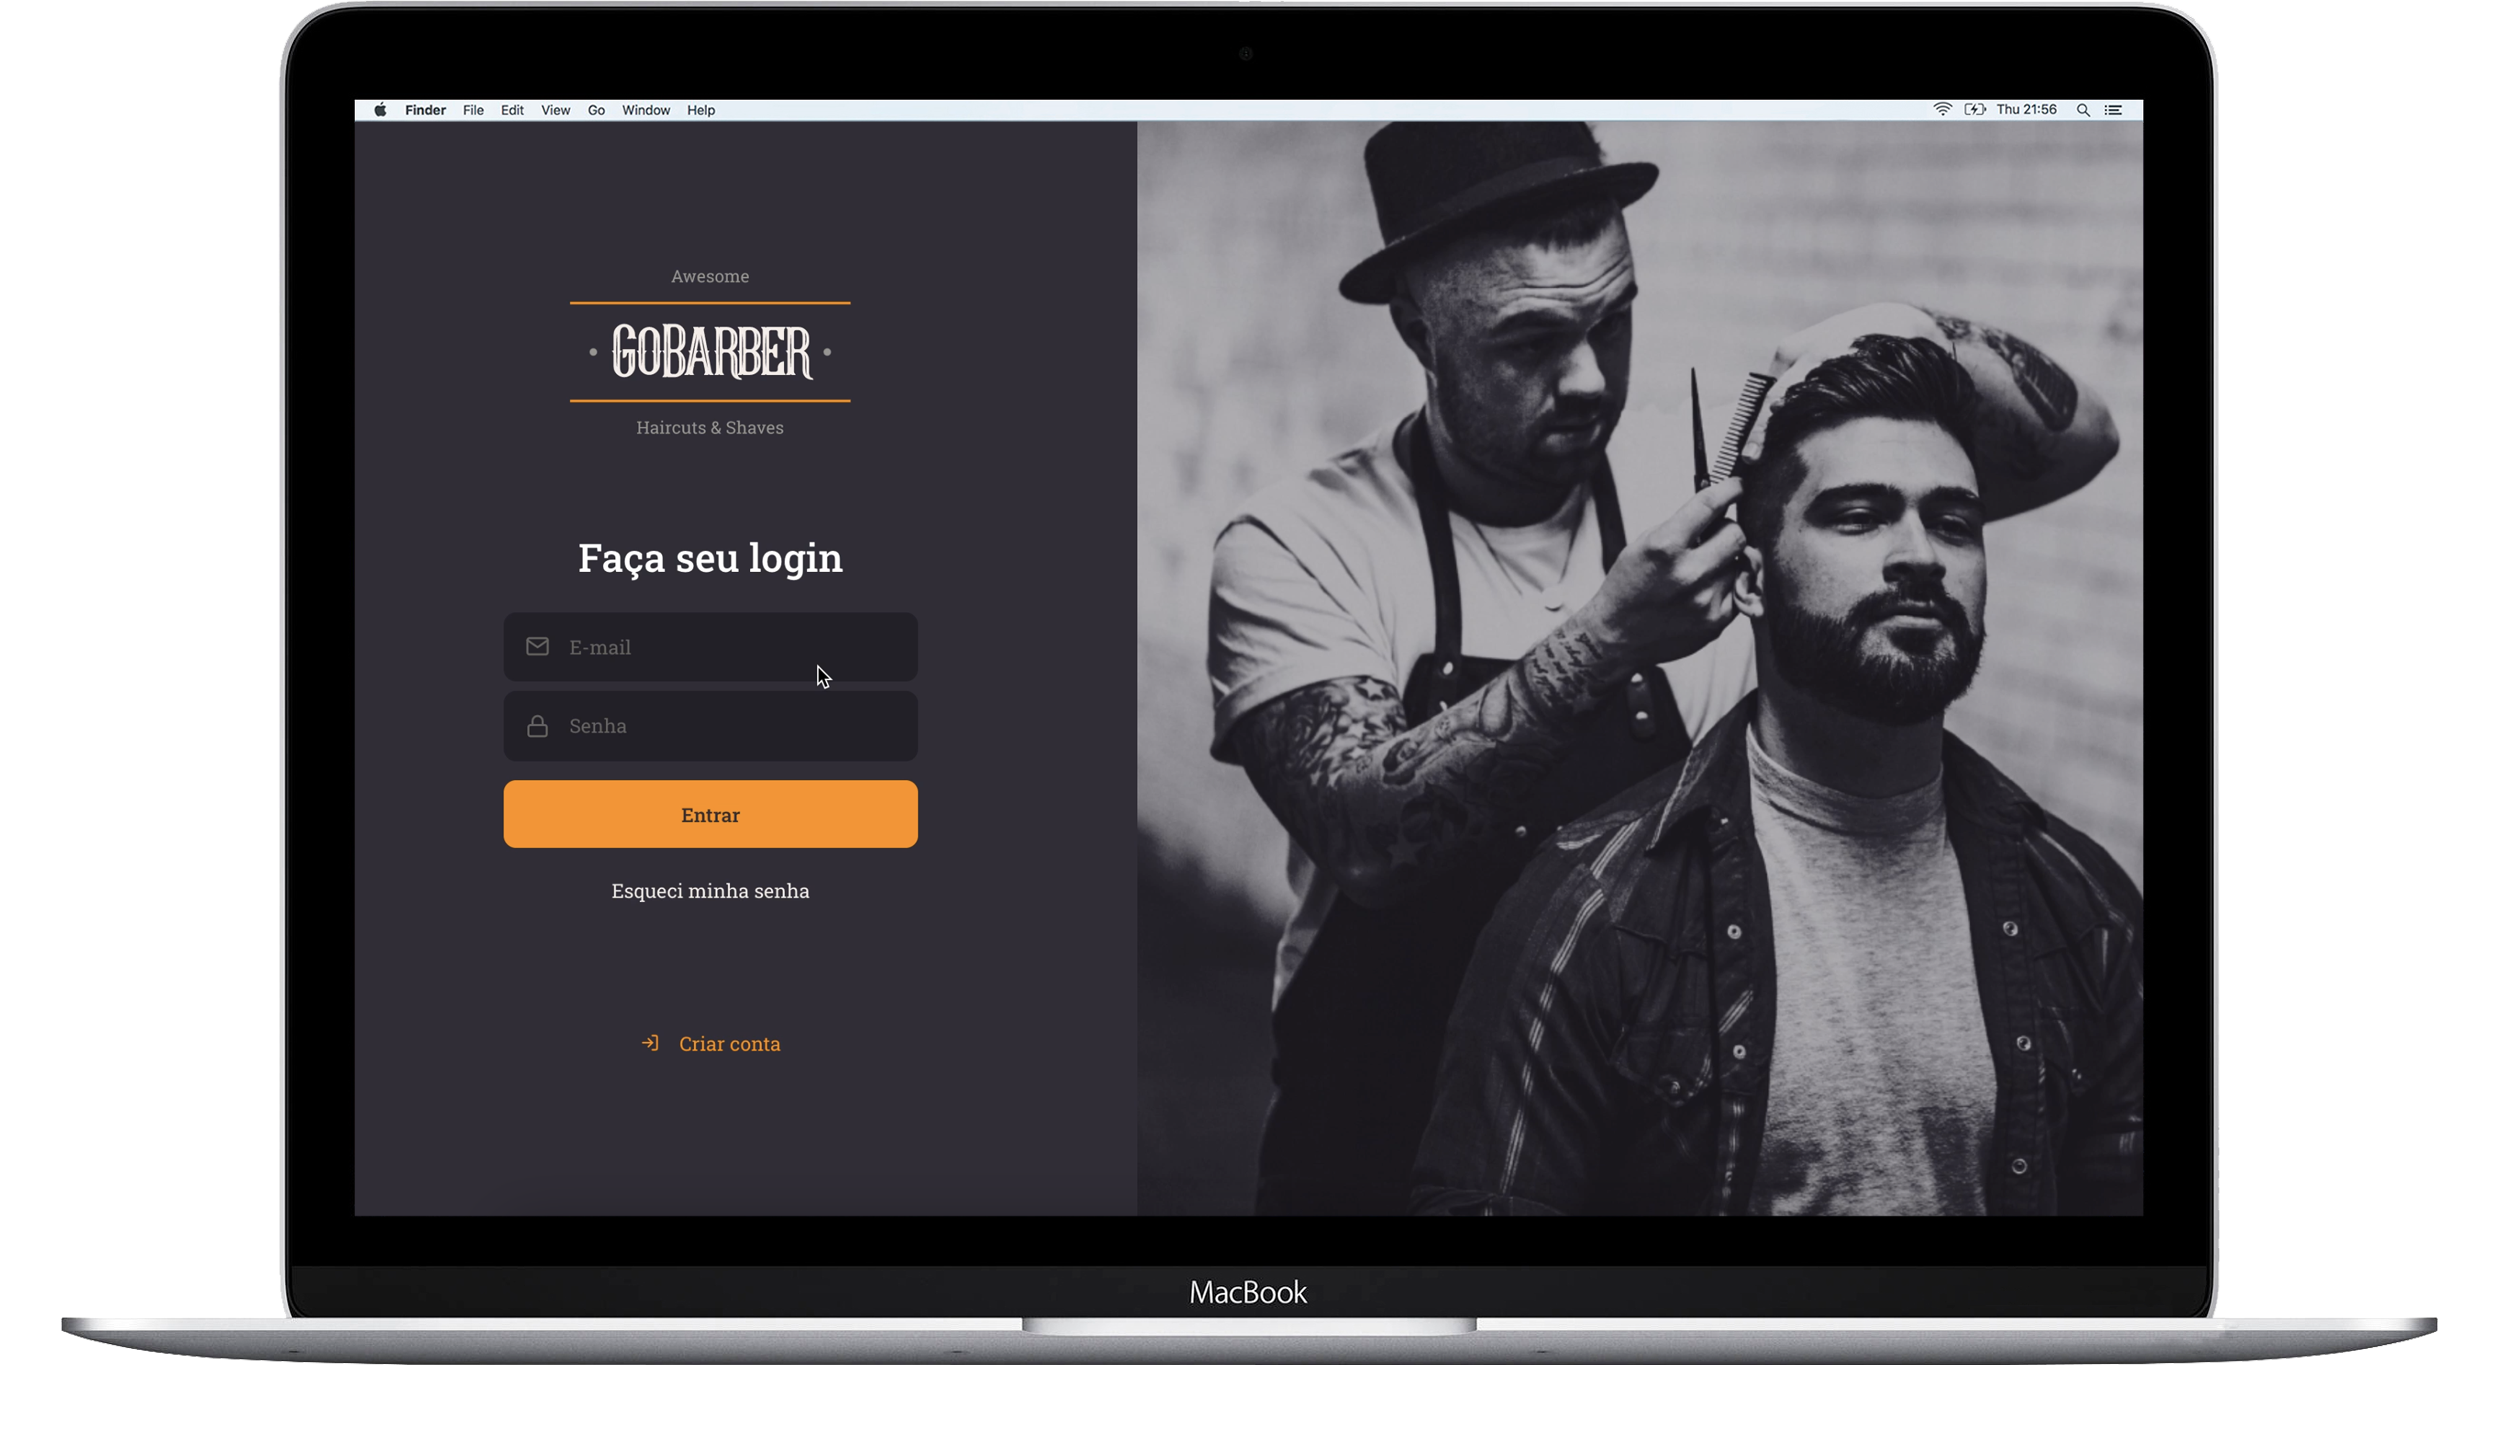 Finder File Edit View Go Window Help Thu 21:56
Awesome
GoBARBER
Haircuts & Shaves
Faça seu login
E-mail
Senha
Entrar
Esqueci minha senha
Criar conta
MacBook